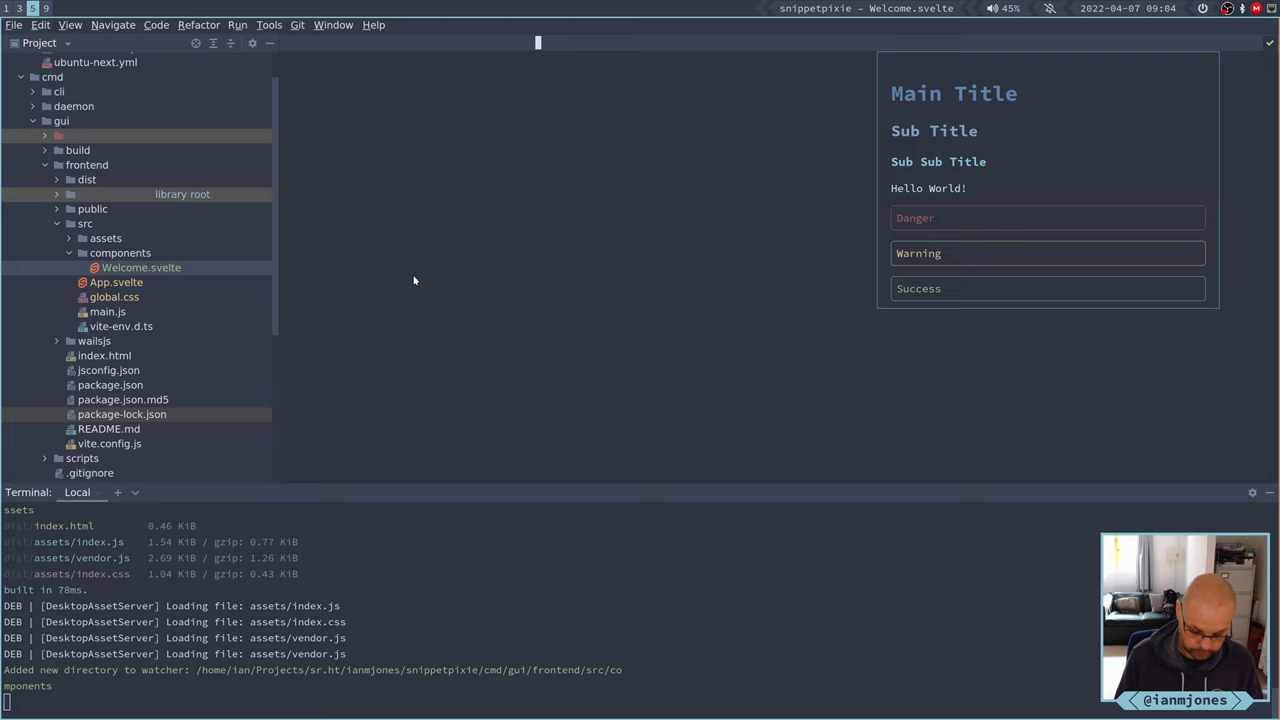 1 3 5 9
snippetpixie – Welcome.svelte
45%
2022-04-07 09:04
File Edit View Navigate Code Refactor Run Tools Git Window Help
Project
ubuntu-next.yml
cmd
cli
daemon
gui
build
frontend
dist
library root
public
src
assets
components
Welcome.svelte
App.svelte
global.css
main.js
vite-env.d.ts
wailsjs
index.html
jsconfig.json
package.json
package.json.md5
package-lock.json
README.md
vite.config.js
scripts
.gitignore
Main Title
Sub Title
Sub Sub Title
Hello World!
Danger
Warning
Success
Terminal: Local
ssets
dist/index.html 0.46 KiB
dist/assets/index.js 1.54 KiB / gzip: 0.77 KiB
dist/assets/vendor.js 2.69 KiB / gzip: 1.26 KiB
dist/assets/index.css 1.04 KiB / gzip: 0.43 KiB
built in 78ms.
DEB | [DesktopAssetServer] Loading file: assets/index.js
DEB | [DesktopAssetServer] Loading file: assets/index.css
DEB | [DesktopAssetServer] Loading file: assets/vendor.js
DEB | [DesktopAssetServer] Loading file: assets/vendor.js
Added new directory to watcher: /home/ian/Projects/sr.ht/ianmjones/snippetpixie/cmd/gui/frontend/src/co
mponents
@ianmjones